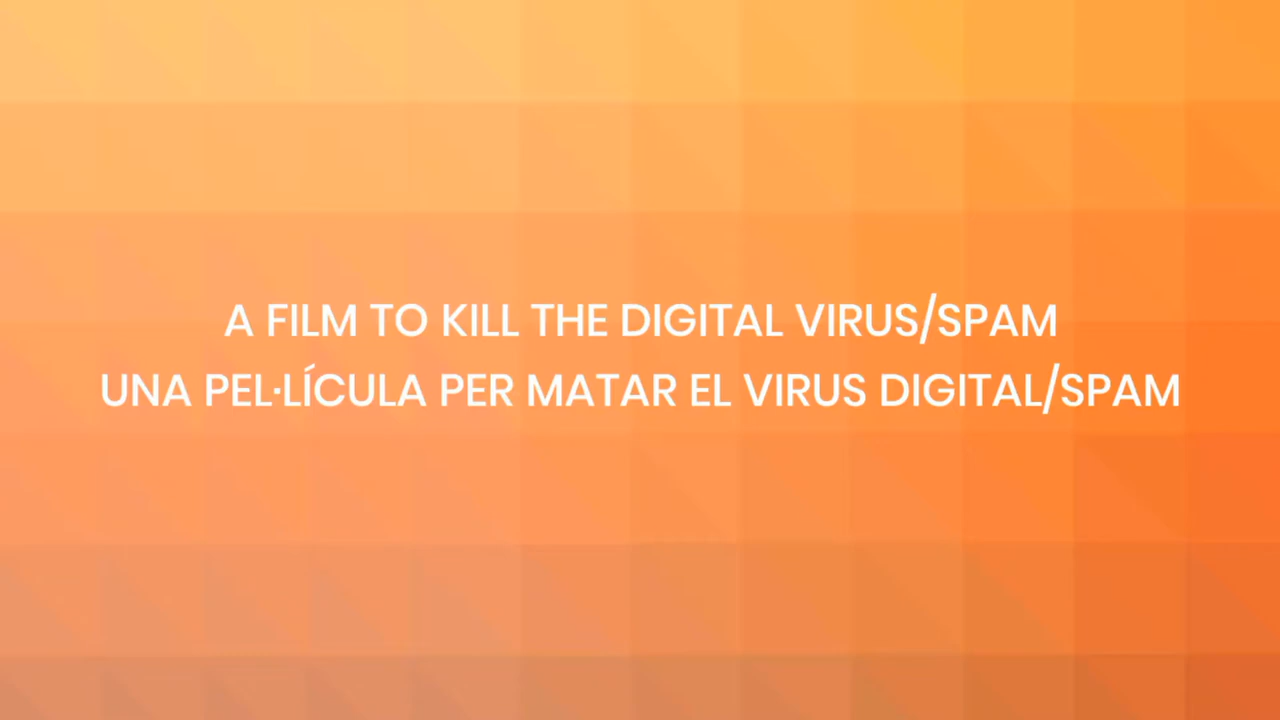 A FILM TO KILL THE DIGITAL VIRUS/SPAM
UNA PEL·LÍCULA PER MATAR EL VIRUS DIGITAL/SPAM